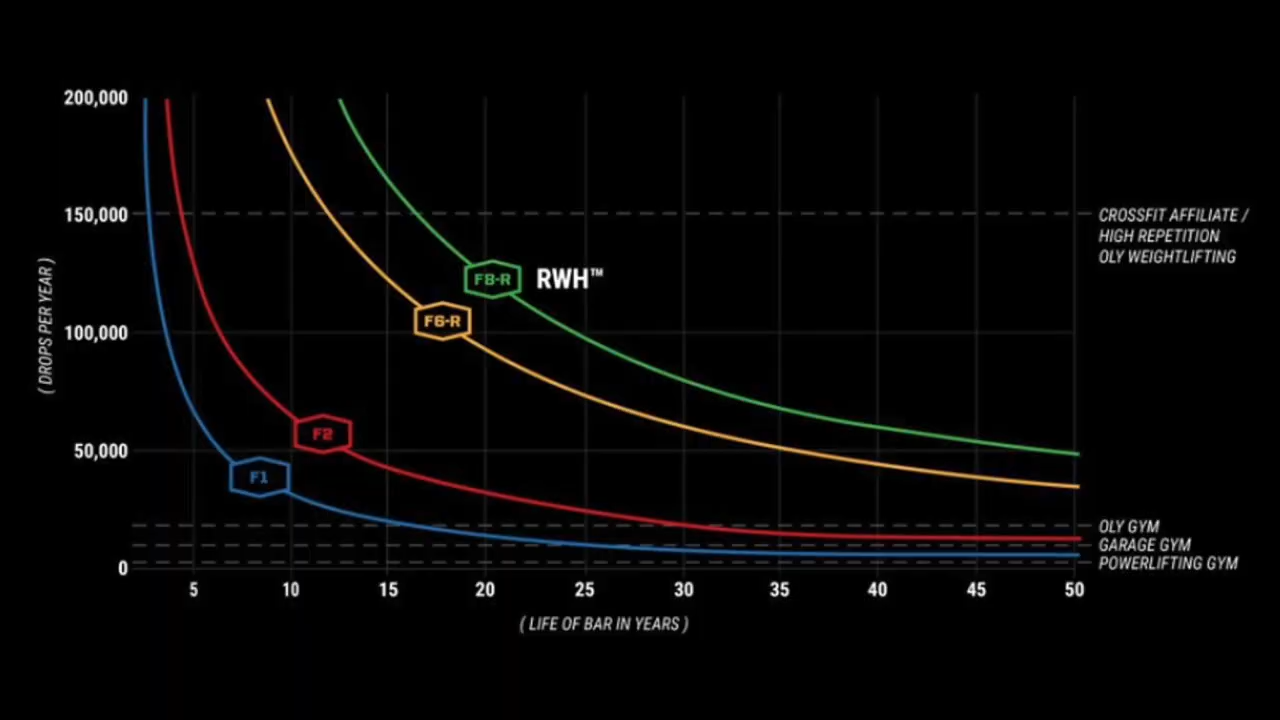 200,000
150,000
100,000
50,000
0
( DROPS PER YEAR )
F8-R
RWH™
F6-R
F2
F1
CROSSFIT AFFILIATE /
HIGH REPETITION
OLY WEIGHTLIFTING
OLY GYM
GARAGE GYM
POWERLIFTING GYM
5 10 15 20 25 30 35 40 45 50
( LIFE OF BAR IN YEARS )